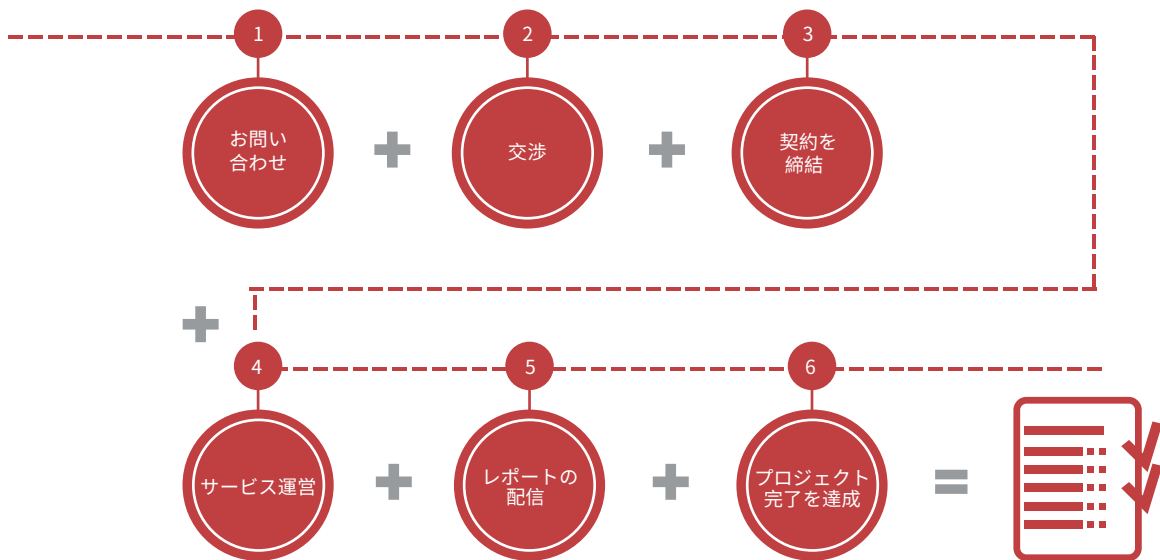 1
2
3
お問い
合わせ
交渉
契約を
締結
4
5
6
サービス運営
レポートの
配信
プロジェクト
完了を達成